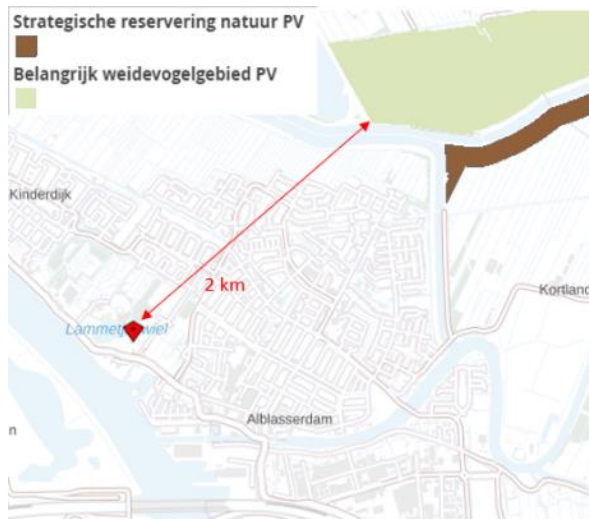 Strategische reservering natuur PV
Belangrijk weidevogelgebied PV
Kinderdijk
2 km
Kortland
Alblasserdam
n